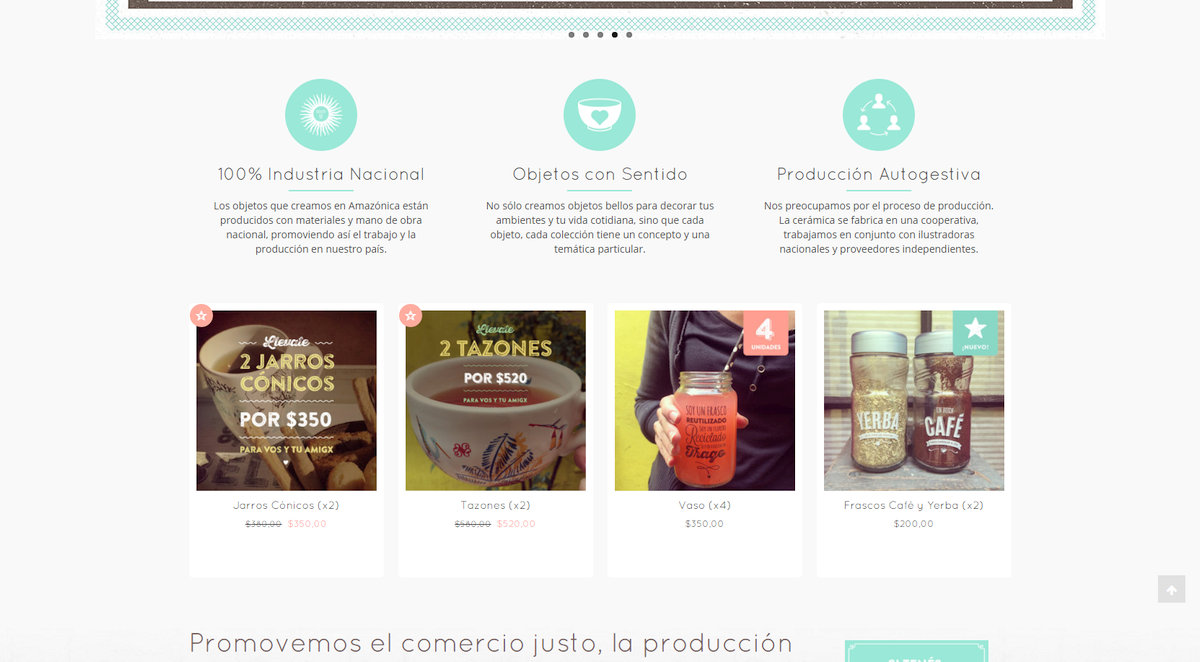 100% Industria Nacional
Los objetos que creamos en Amazónica están
producidos con materiales y mano de obra
nacional, promoviendo así el trabajo y la
producción en nuestro país.
Objetos con Sentido
No sólo creamos objetos bellos para decorar tus
ambientes y tu vida cotidiana, sino que cada
objeto, cada colección tiene un concepto y una
temática particular.
Producción Autogestiva
Nos preocupamos por el proceso de producción.
La cerámica se fabrica en una cooperativa,
trabajamos en conjunto con ilustradores
nacionales y proveedores independientes.
Llevate
2 JARROS
CÓNICOS
POR $350
PARA VOS Y TU AMIGX
Jarros Cónicos (x2)
$380,00 $350,00
Llevate
2 TAZONES
POR $520
PARA VOS Y TU AMIGX
Tazones (x2)
$580,00 $520,00
4
UNIDADES
SOY UN FRASCO
REUTILIZADO
SOY UN FRASCO
Reciclado
Trago
Vaso (x4)
$350,00
¡NUEVO!
YERBA
CAFÉ
Frascos Café y Yerba (x2)
$200,00
Promovemos el comercio justo, la producción